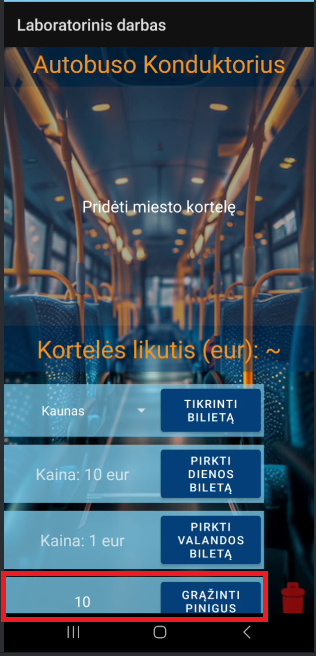 Laboratorinis darbas
Autobuso Konduktorius
Pridėti miesto kortelę
Kortelės likutis (eur): ~
Kaunas
TIKRINTI
BILIETĄ
Kaina: 10 eur
PIRKTI
DIENOS
BILETĄ
Kaina: 1 eur
PIRKTI
VALANDOS
BILETĄ
10
GRĄŽINTI
PINIGUS